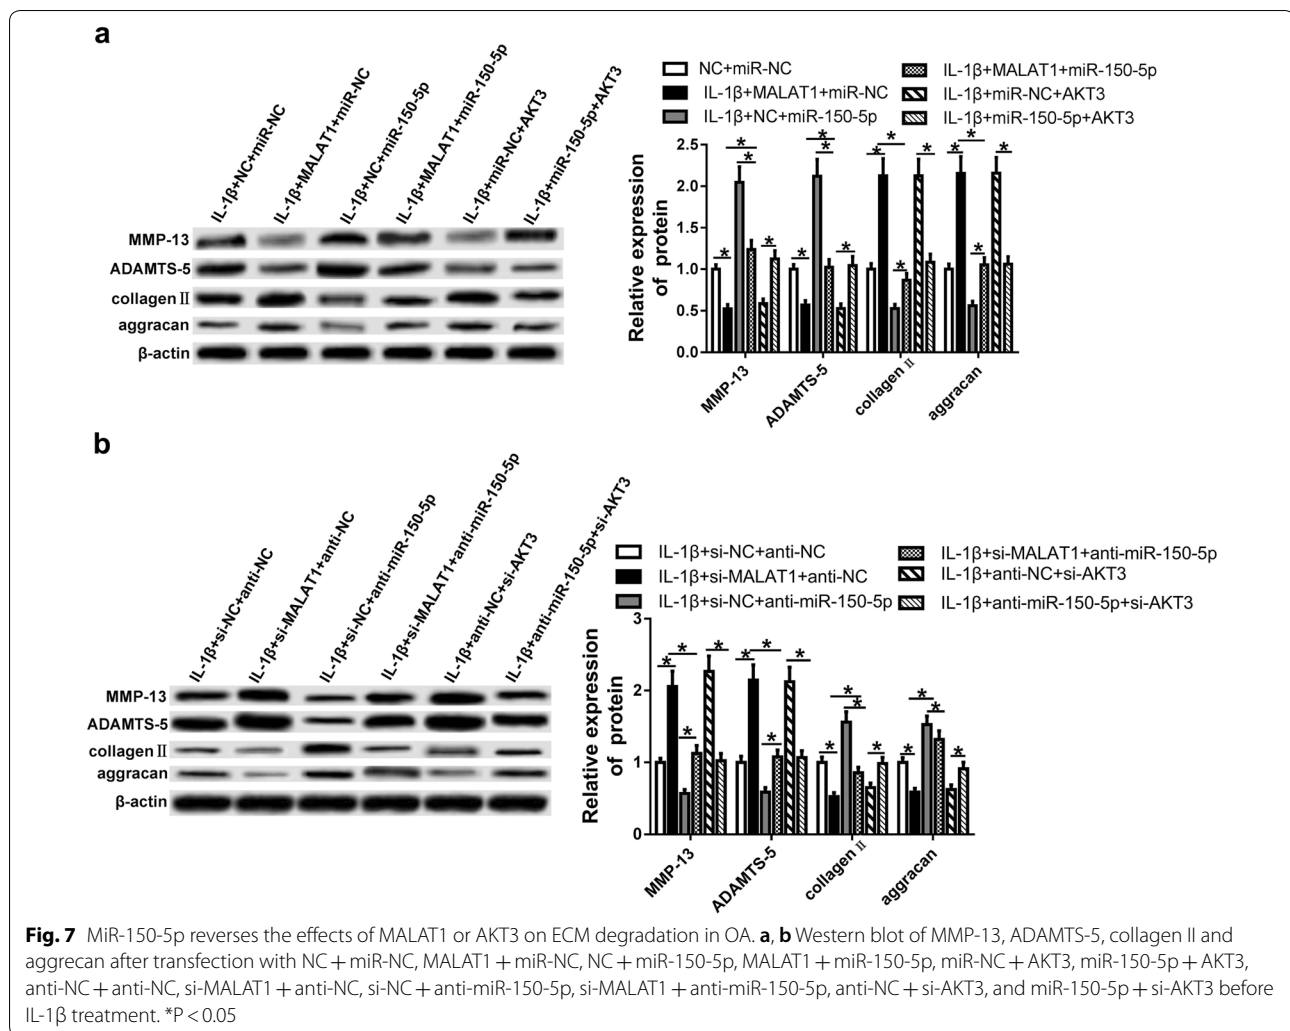 a
IL-1β+NC+miR-NC
IL-1β+MALAT1+miR-NC
IL-1β+NC+miR-150-5p
IL-1β+MALAT1+miR-150-5p
IL-1β+miR-NC+AKT3
IL-1β+miR-150-5p+AKT3
MMP-13
ADAMTS-5
collagen Ⅱ
aggracan
β-actin
NC+miR-NC
IL-1β+MALAT1+miR-NC
IL-1β+NC+miR-150-5p
IL-1β+MALAT1+miR-150-5p
IL-1β+miR-NC+AKT3
IL-1β+miR-150-5p+AKT3
Relative expression
of protein
2.5
2.0
1.5
1.0
0.5
0.0
* * * * * * * * * * * * * * * *
MMP-13
ADAMTS-5
collagen Ⅱ
aggracan
b
IL-1β+si-NC+anti-NC
IL-1β+si-MALAT1+anti-NC
IL-1β+si-NC+anti-miR-150-5p
IL-1β+si-MALAT1+anti-miR-150-5p
IL-1β+anti-NC+si-AKT3
IL-1β+anti-miR-150-5p+si-AKT3
MMP-13
ADAMTS-5
collagen Ⅱ
aggracan
β-actin
IL-1β+si-NC+anti-NC
IL-1β+si-MALAT1+anti-NC
IL-1β+si-NC+anti-miR-150-5p
IL-1β+si-MALAT1+anti-miR-150-5p
IL-1β+anti-NC+si-AKT3
IL-1β+anti-miR-150-5p+si-AKT3
Relative expression
of protein
3
2
1
0
* * * * * * * * * * * * * * * *
MMP-13
ADAMTS-5
collagen Ⅱ
aggracan
Fig. 7 MiR-150-5p reverses the effects of MALAT1 or AKT3 on ECM degradation in OA. a, b Western blot of MMP-13, ADAMTS-5, collagen II and
aggrecan after transfection with NC + miR-NC, MALAT1 + miR-NC, NC + miR-150-5p, MALAT1 + miR-150-5p, miR-NC + AKT3, miR-150-5p + AKT3,
anti-NC + anti-NC, si-MALAT1 + anti-NC, si-NC + anti-miR-150-5p, si-MALAT1 + anti-miR-150-5p, anti-NC + si-AKT3, and miR-150-5p + si-AKT3 before
IL-1β treatment. *P < 0.05